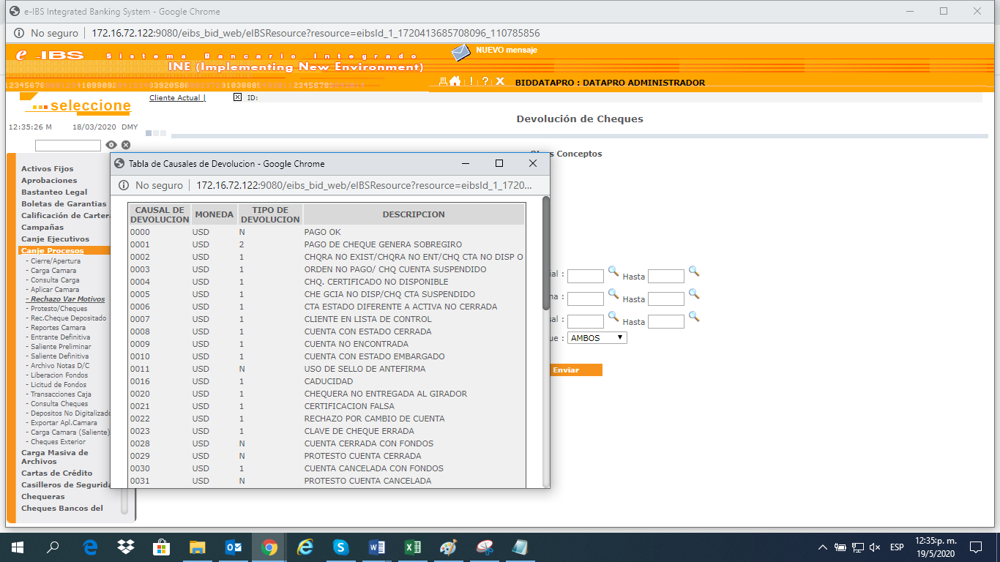 e-IBS Integrated Banking System - Google Chrome
No seguro | 172.16.72.122:9080/eibs_bid_web/eIBSResource?resource=eibsId_1_1720413685708096_110785856
e-IBS Sistema Bancario Integrado
INE (Implementing New Environment)
NUEVO mensaje
BIDDATAPRO : DATAPRO ADMINISTRADOR
seleccione
Cliente Actual | ID:
12:35:26 M 18/03/2020 DMY
Devolución de Cheques
Conceptos
Activos Fijos
Aprobaciones
Bastanteo Legal
Boletas de Garantias
Calificación de Cartera
Campañas
Canje Ejecutivos
Canje Procesos
- Cierre/Apertura
- Carga Camara
- Consulta Carga
- Aplicar Camara
- Rechazo Var Motivos
- Protesto/Cheques
- Rec.Cheque Depositado
- Reportes Camara
- Entrante Definitiva
- Saliente Preliminar
- Saliente Definitiva
- Archivo Notas D/C
- Liberacion Fondos
- Licitud de Fondos
- Transacciones Caja
- Consulta Cheques
- Depositos No Digitalizado
- Exportar Apl.Camara
- Carga Camara (Saliente)
- Cheques Exterior
Carga Masiva de
Archivos
Cartas de Crédito
Casilleros de Segurida
Chequeras
Cheques Bancos del
Tabla de Causales de Devolucion - Google Chrome
No seguro | 172.16.72.122:9080/eibs_bid_web/eIBSResource?resource=eibsId_1_1720...
CAUSAL DE DEVOLUCION MONEDA TIPO DE DEVOLUCION DESCRIPCION
0000 USD N PAGO OK
0001 USD 2 PAGO DE CHEQUE GENERA SOBREGIRO
0002 USD 1 CHQRA NO EXIST/CHQRA NO ENT/CHQ CTA NO DISP O
0003 USD 1 ORDEN NO PAGO/ CHQ CUENTA SUSPENDIDO
0004 USD 1 CHQ. CERTIFICADO NO DISPONIBLE
0005 USD 1 CHE GCIA NO DISP/CHQ CTA SUSPENDIDO
0006 USD 1 CTA ESTADO DIFERENTE A ACTIVA NO CERRADA
0007 USD 1 CLIENTE EN LISTA DE CONTROL
0008 USD 1 CUENTA CON ESTADO CERRADA
0009 USD 1 CUENTA NO ENCONTRADA
0010 USD 1 CUENTA CON ESTADO EMBARGADO
0011 USD N USO DE SELLO DE ANTEFIRMA
0016 USD 1 CADUCIDAD
0020 USD 1 CHEQUERA NO ENTREGADA AL GIRADOR
0021 USD 1 CERTIFICACION FALSA
0022 USD 1 RECHAZO POR CAMBIO DE CUENTA
0023 USD 1 CLAVE DE CHEQUE ERRADA
0028 USD N CUENTA CERRADA CON FONDOS
0029 USD N PROTESTO CUENTA CERRADA
0030 USD 1 CUENTA CANCELADA CON FONDOS
0031 USD N PROTESTO CUENTA CANCELADA
ial : Hasta
na : Hasta
sal : Hasta
ue : AMBOS
Enviar
ESP
12:35 p. m.
19/5/2020